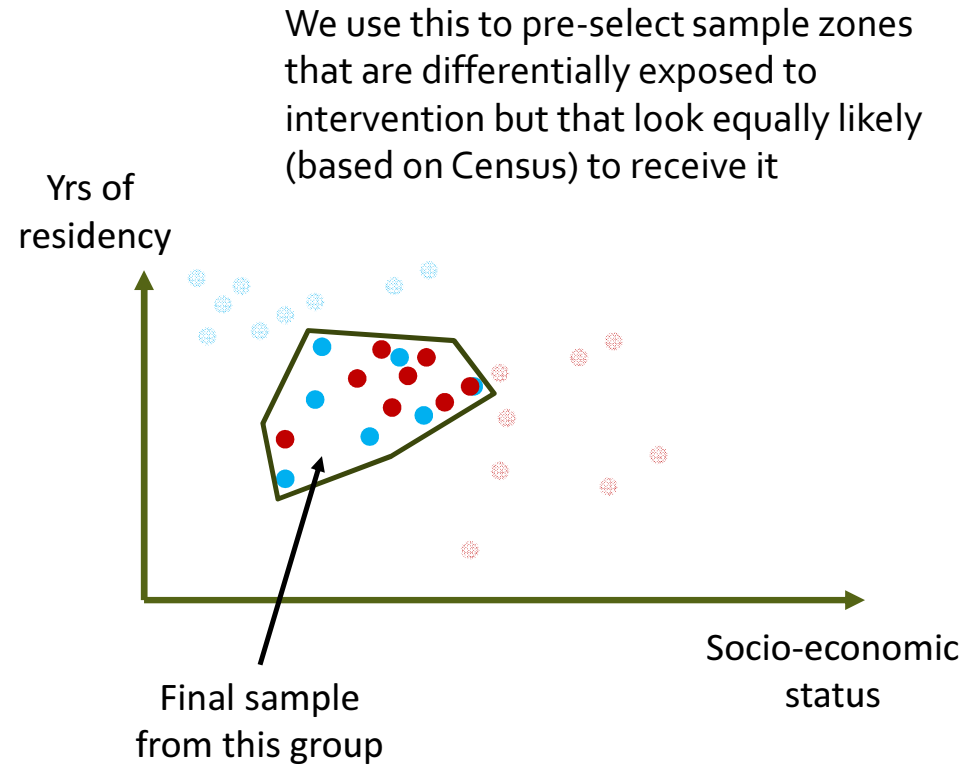 We use this to pre-select sample zones
that are differentially exposed to
intervention but that look equally likely
(based on Census) to receive it
Yrs of
residency
Socio-economic
status
Final sample
from this group